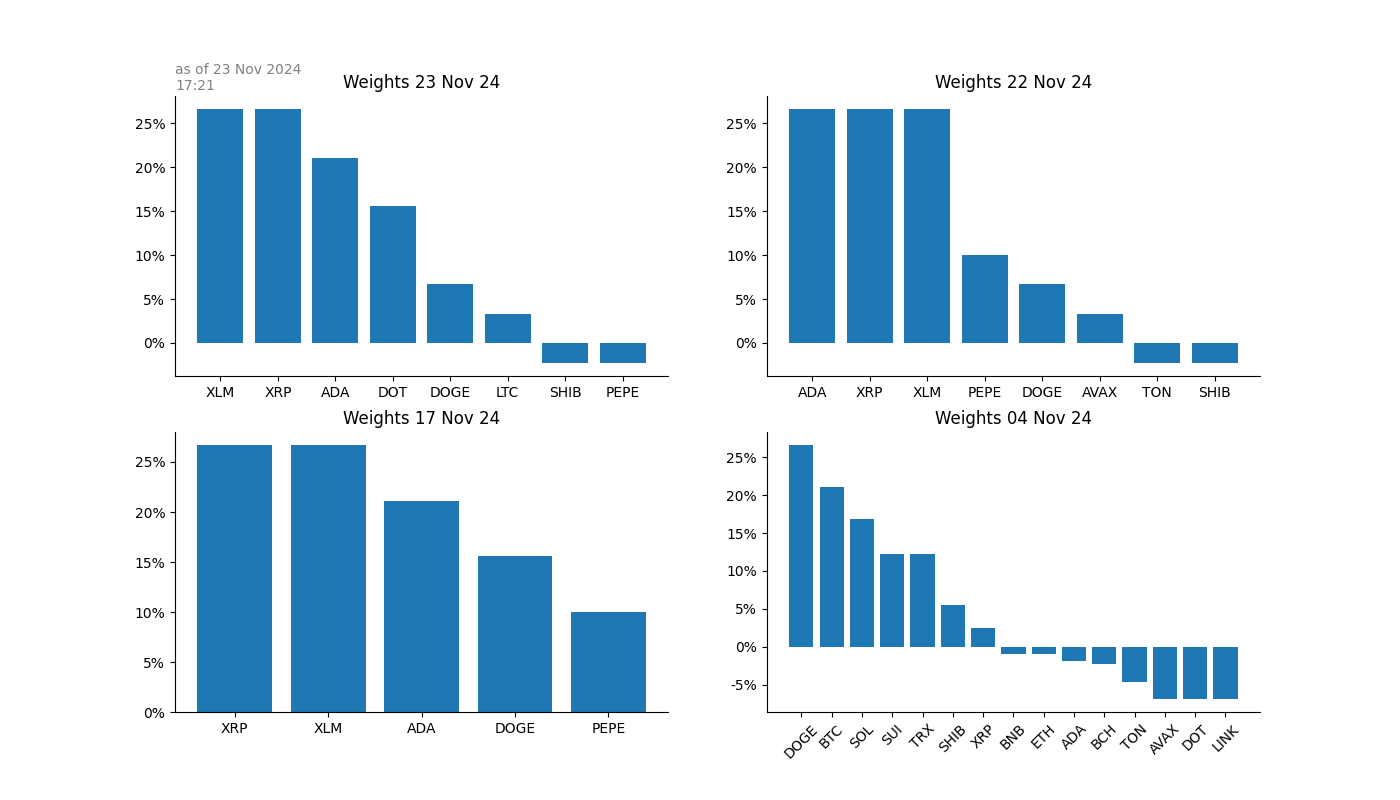 as of 23 Nov 2024
17:21
Weights 23 Nov 24
25%
20%
15%
10%
5%
0%
XLM XRP ADA DOT DOGE LTC SHIB PEPE
Weights 22 Nov 24
25%
20%
15%
10%
5%
0%
ADA XRP XLM PEPE DOGE AVAX TON SHIB
Weights 17 Nov 24
25%
20%
15%
10%
5%
0%
XRP XLM ADA DOGE PEPE
Weights 04 Nov 24
25%
20%
15%
10%
5%
0%
-5%
DOGE BTC SOL SUI TRX SHIB XRP BNB ETH ADA BCH TON AVAX DOT LINK